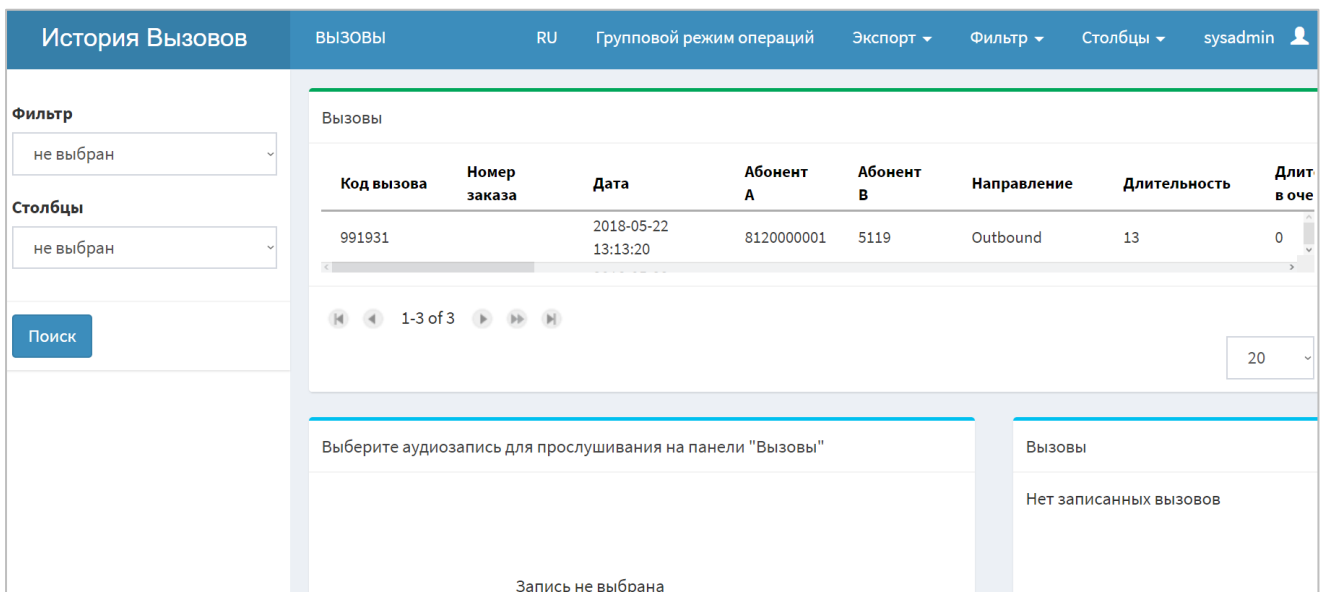 История Вызовов ВЫЗОВЫ RU Групповой режим операций Экспорт Фильтр Столбцы sysadmin
Фильтр
не выбран
Столбцы
не выбран
Поиск
Вызовы
Код вызова Номер заказа Дата Абонент А Абонент В Направление Длительность Длит в оче
991931 2018-05-22 13:13:20 8120000001 5119 Outbound 13 0
1-3 of 3
20
Выберите аудиозапись для прослушивания на панели "Вызовы"
Запись не выбрана
Вызовы
Нет записанных вызовов